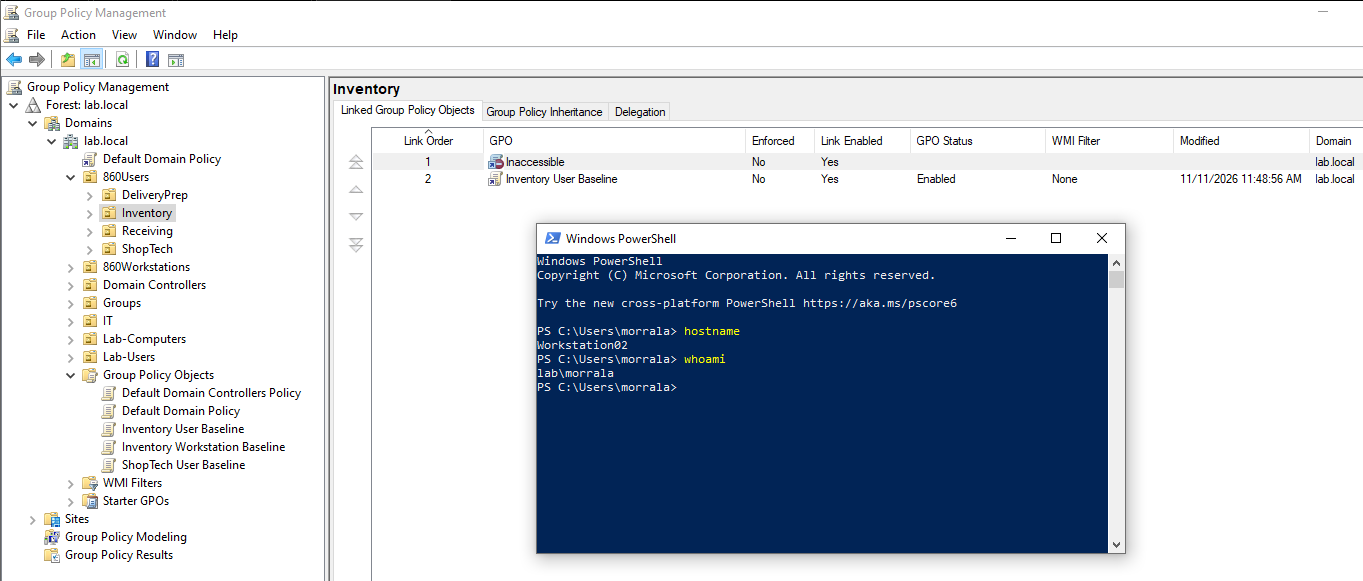 Group Policy Management
File Action View Window Help
Group Policy Management
Forest: lab.local
Domains
lab.local
Default Domain Policy
860Users
DeliveryPrep
Inventory
Receiving
ShopTech
860Workstations
Domain Controllers
Groups
IT
Lab-Computers
Lab-Users
Group Policy Objects
Default Domain Controllers Policy
Default Domain Policy
Inventory User Baseline
Inventory Workstation Baseline
ShopTech User Baseline
WMI Filters
Starter GPOs
Sites
Group Policy Modeling
Group Policy Results
Inventory
Linked Group Policy Objects Group Policy Inheritance Delegation
Link Order GPO Enforced Link Enabled GPO Status WMI Filter Modified Domain
1 Inaccessible No Yes lab.local
2 Inventory User Baseline No Yes Enabled None 11/11/2026 11:48:56 AM lab.local
Windows PowerShell
Windows PowerShell
Copyright (C) Microsoft Corporation. All rights reserved.
Try the new cross-platform PowerShell https://aka.ms/pscore6
PS C:\Users\morrala> hostname
Workstation02
PS C:\Users\morrala> whoami
lab\morrala
PS C:\Users\morrala>